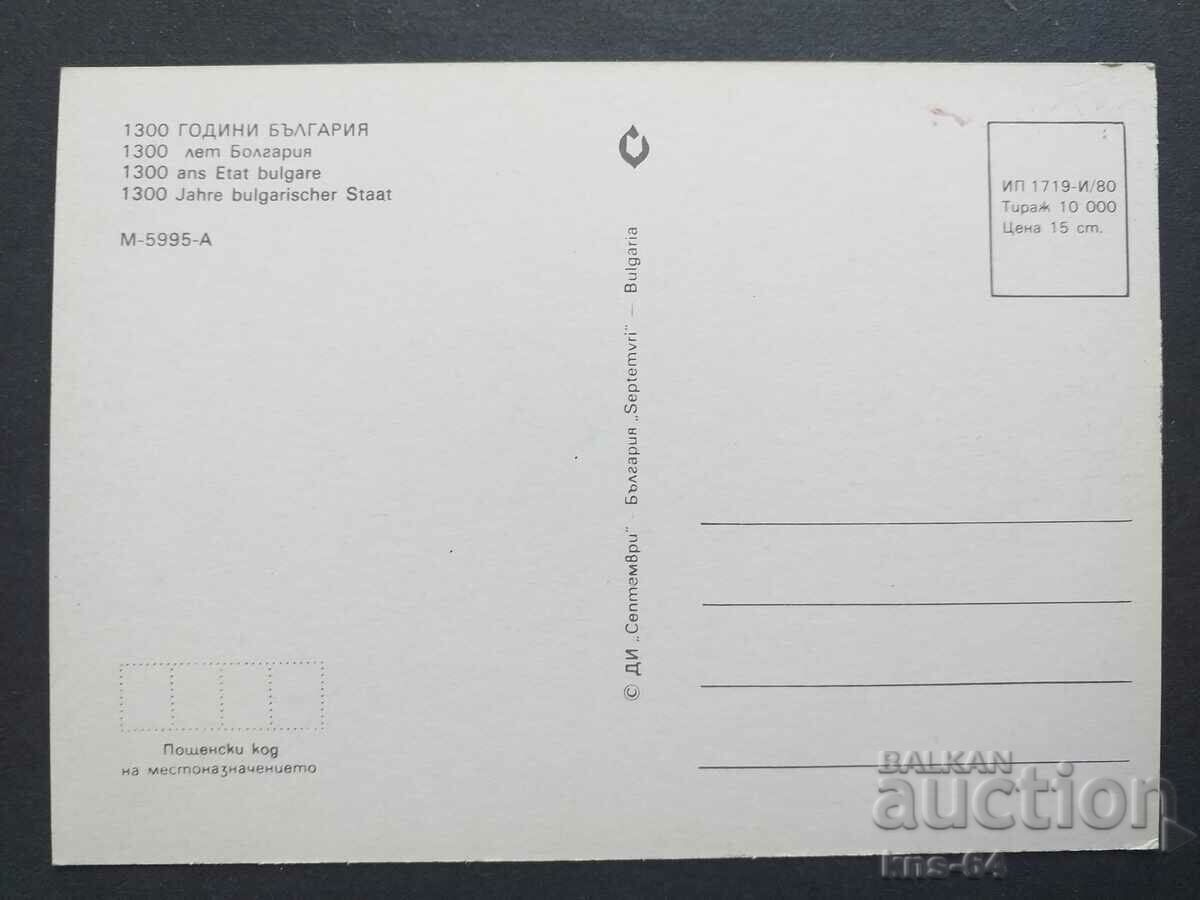 1300 ГОДИНИ БЪЛГАРИЯ
1300 лет Болгария
1300 ans Etat bulgare
1300 Jahre bulgarischer Staat
М-5995-А
ИП 1719-И/80
Тираж 10 000
Цена 15 ст.
© ДИ „Септември" - България „Septemvri" — Bulgaria
Пощенски код
на местоназначението
BALKAN
auction
kns-64